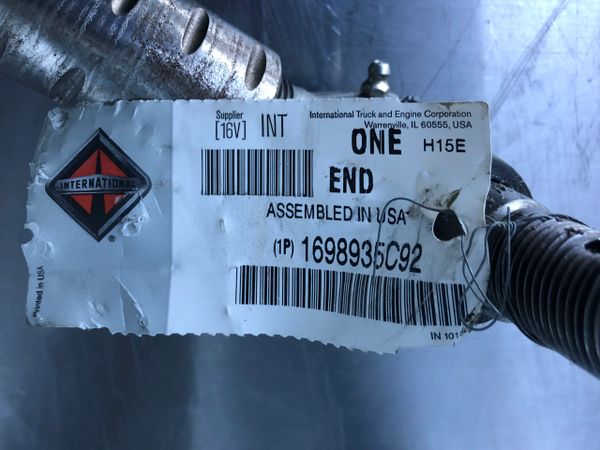 Supplier
[16V] INT
International Truck and Engine Corporation
Warrenville, IL 60555, USA
ONE H15E
END
ASSEMBLED IN USA
(1P) 1698935C92
INTERNATIONAL
®
Printed in USA